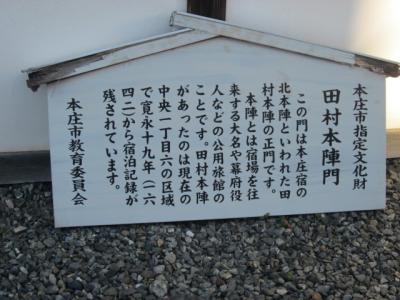 本庄市指定文化財
田村本陣門
この門は本庄宿の
北本陣といわれた田
村本陣の正門です。
本陣とは宿場を往
来する大名や幕府役
人などの公用旅館の
ことです。田村本陣
があったのは現在の
中央一丁目六の区域
で寛永十九年(一六
四二)から宿泊記録が
残されています。
本庄市教育委員会